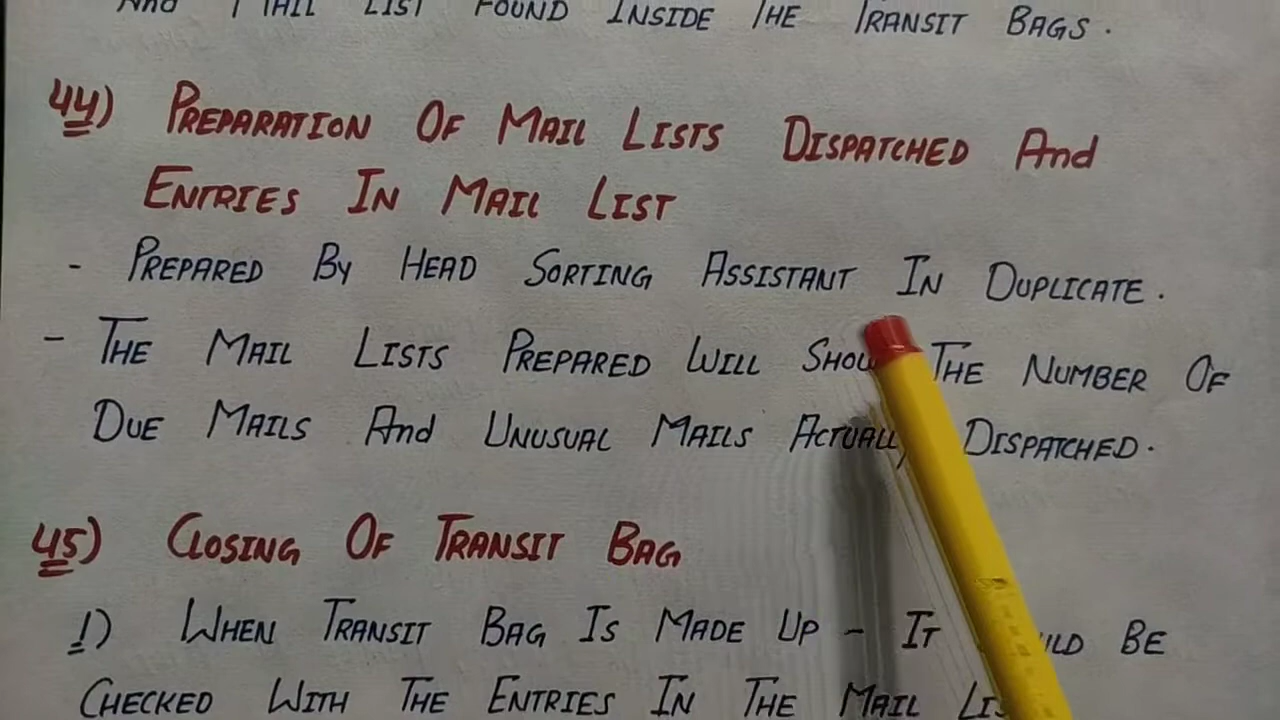 And Mail List Found Inside The Transit Bags.
44) Preparation Of Mail Lists Dispatched And
Entries In Mail List
- Prepared By Head Sorting Assistant In Duplicate.
- The Mail Lists Prepared Will Show The Number Of
Due Mails And Unusual Mails Actually Dispatched.
45) Closing Of Transit Bag
1) When Transit Bag Is Made Up - It Be
Checked With The Entries In The Mail